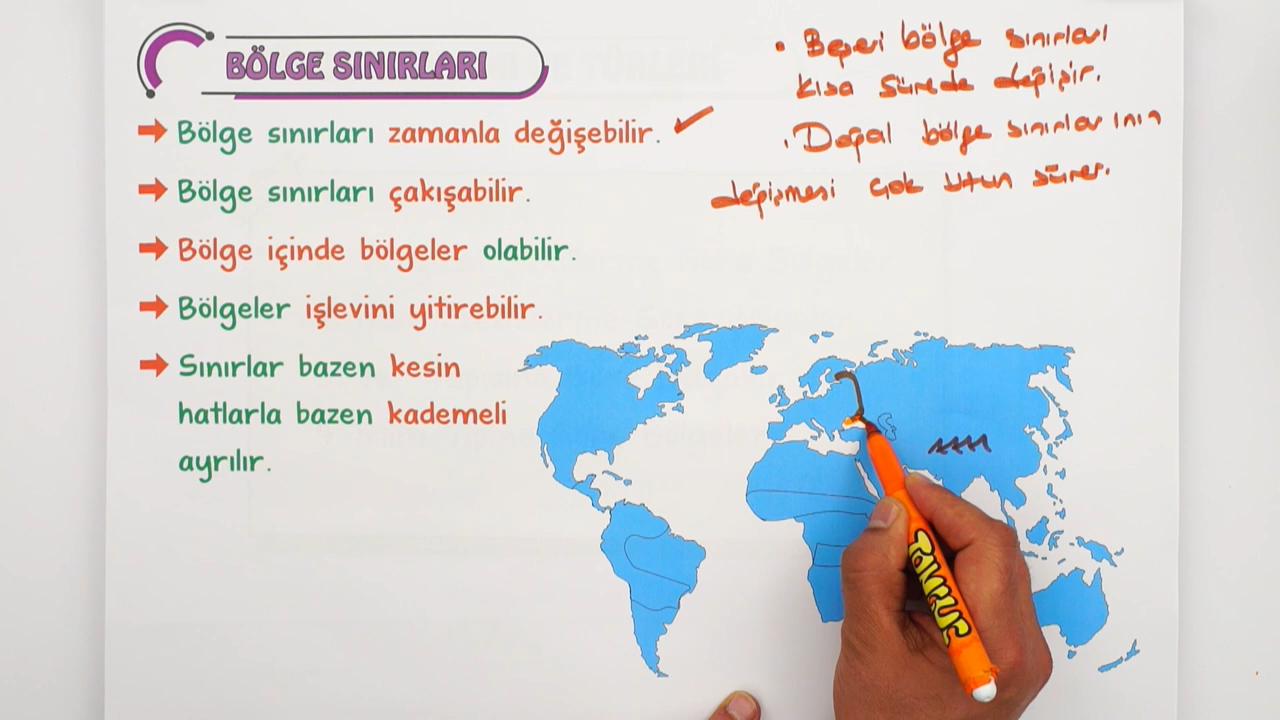 BÖLGE SINIRLARI
Bölge sınırları zamanla değişebilir.
Bölge sınırları çakışabilir.
Bölge içinde bölgeler olabilir.
Bölgeler işlevini yitirebilir.
Sınırlar bazen kesin
hatlarla bazen kademeli
ayrılır.
• Beşeri bölge sınırları
kısa sürede değişir.
• Doğal bölge sınırlarının
değişmesi çok uzun sürer.